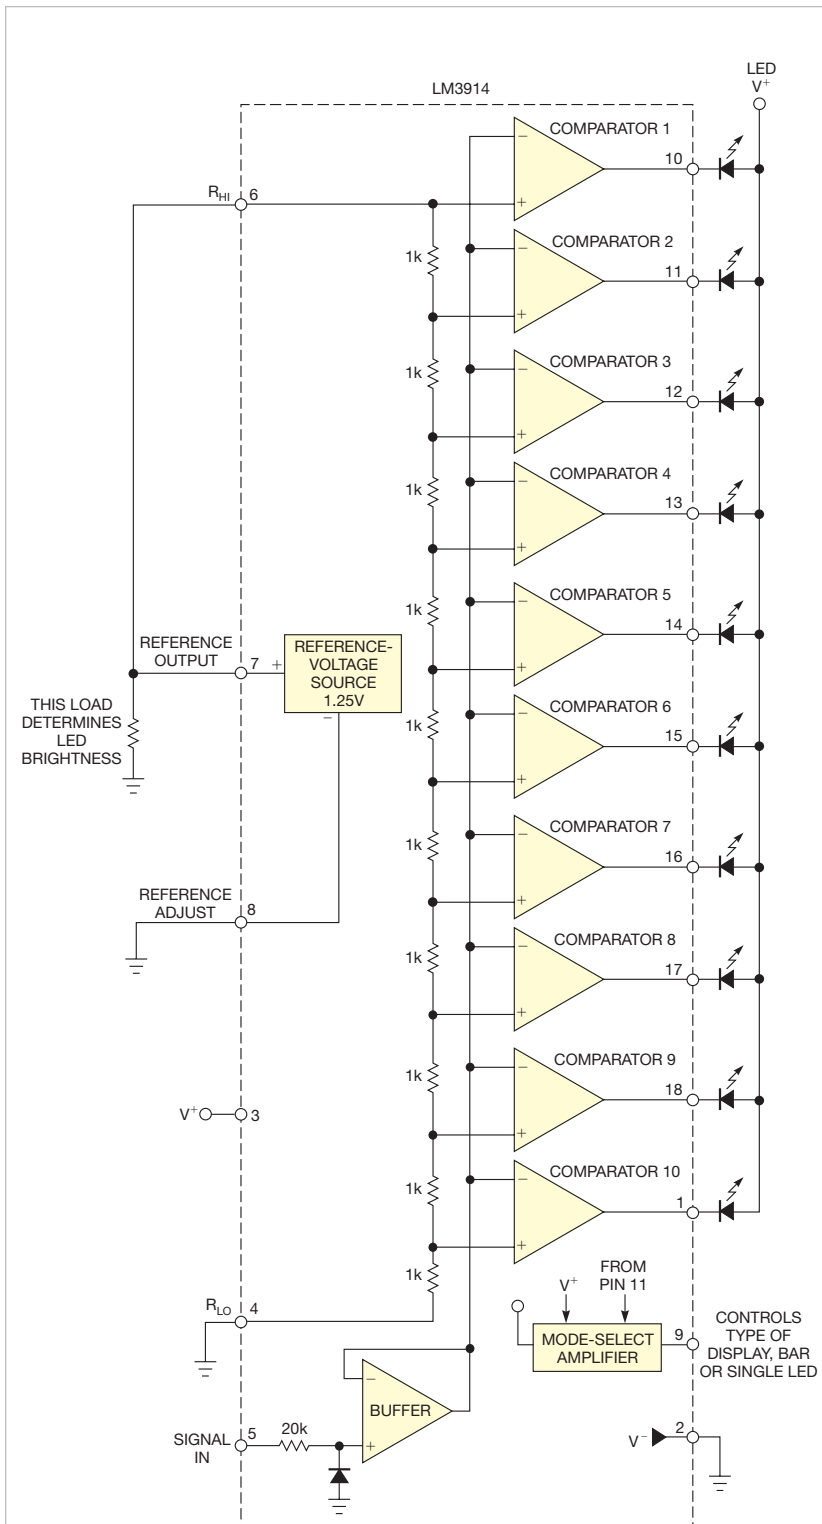 LED
V+
LM3914
COMPARATOR 1
−
+
10
RHI
6
COMPARATOR 2
−
+
11
1k
COMPARATOR 3
−
+
12
1k
COMPARATOR 4
−
+
13
1k
COMPARATOR 5
−
+
14
1k
REFERENCE
OUTPUT
7
+
REFERENCE-
VOLTAGE
SOURCE
1.25V
−
THIS LOAD
DETERMINES
LED
BRIGHTNESS
COMPARATOR 6
−
+
15
1k
COMPARATOR 7
−
+
16
1k
REFERENCE
ADJUST
8
COMPARATOR 8
−
+
17
1k
COMPARATOR 9
−
+
18
1k
V+
3
COMPARATOR 10
−
+
1
1k
1k
RLO
4
V+
FROM
PIN 11
MODE-SELECT
AMPLIFIER
9
CONTROLS
TYPE OF
DISPLAY, BAR
OR SINGLE LED
−
+
BUFFER
SIGNAL
IN
5
20k
V−
2